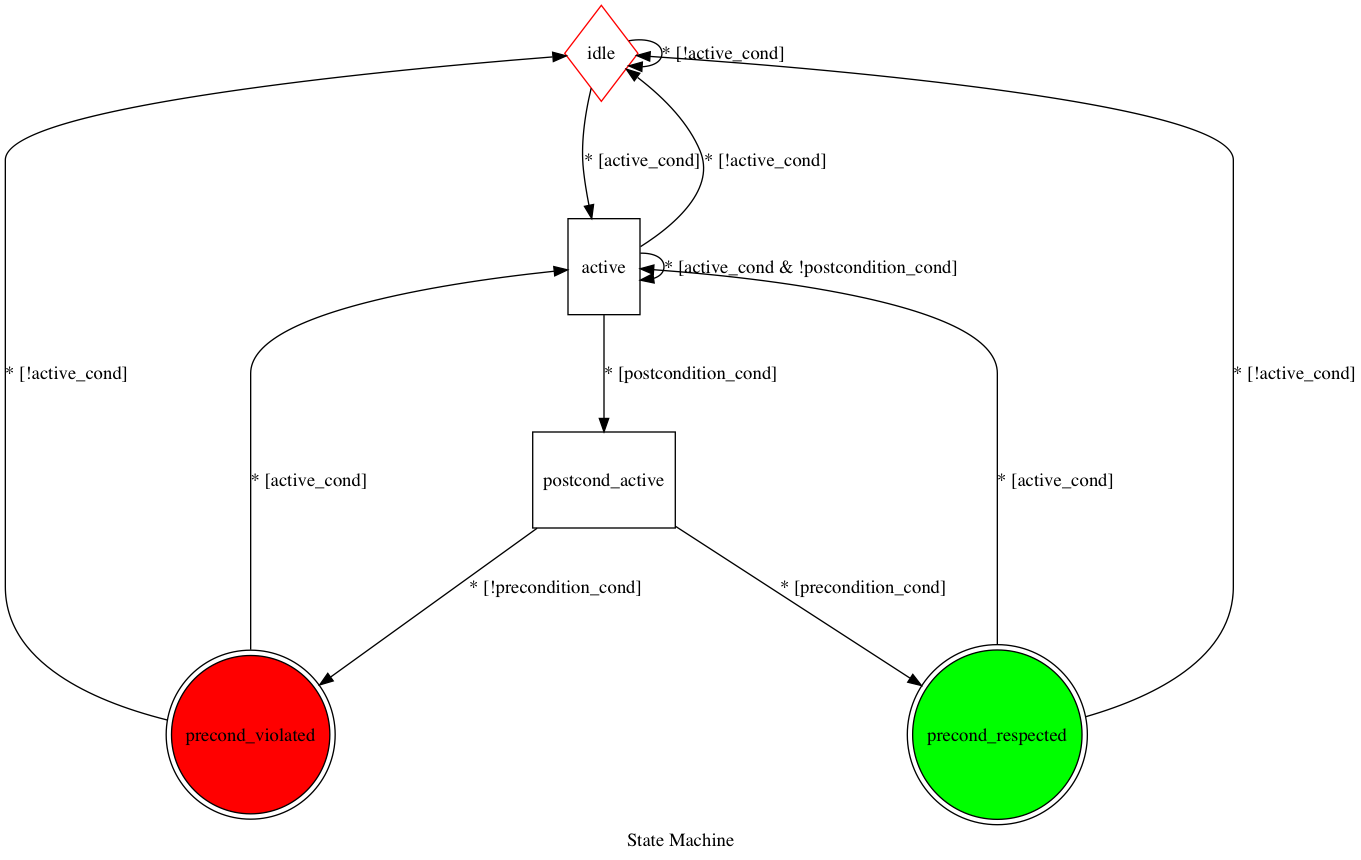 idle
* [!active_cond]
* [active_cond]
* [!active_cond]
active
* [active_cond & !postcondition_cond]
* [!active_cond]
* [postcondition_cond]
* [!active_cond]
* [active_cond]
postcond_active
* [active_cond]
* [!precondition_cond]
* [precondition_cond]
precond_violated
precond_respected
State Machine